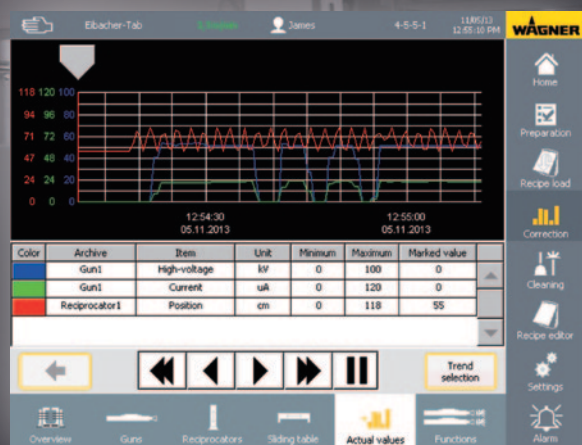 Eibacher-Tab
James
4-5-5-1
11/05/13
12:55:10 PM
WAGNER
Home
Preparation
Recipe load
Correction
Cleaning
Recipe editor
Settings
Alarm
118 120 100
94 96 80
71 72 60
47 48 40
24 24 20
0 0 0
12:54:30
05.11.2013
12:55:00
05.11.2013
Color Archive Item Unit Minimum Maximum Marked value
Gun1 High-voltage kV 0 100 0
Gun1 Current uA 0 120 0
Reciprocator1 Position cm 0 118 55
Trend
selection
Overview
Guns
Reciprocators
Sliding table
Actual values
Functions